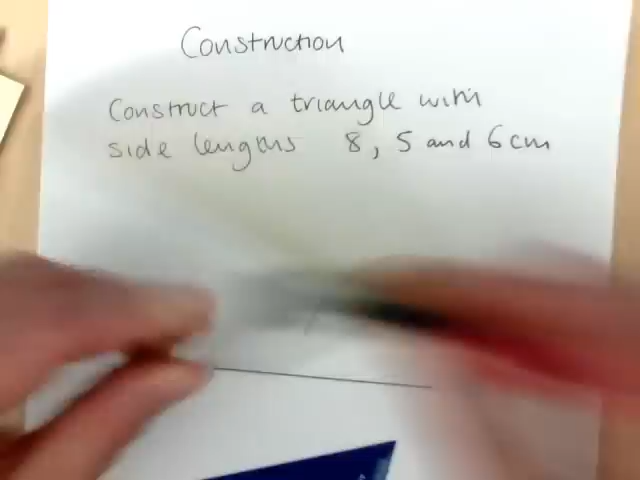 Construction
Construct a triangle with
side lengths 8, 5 and 6cm